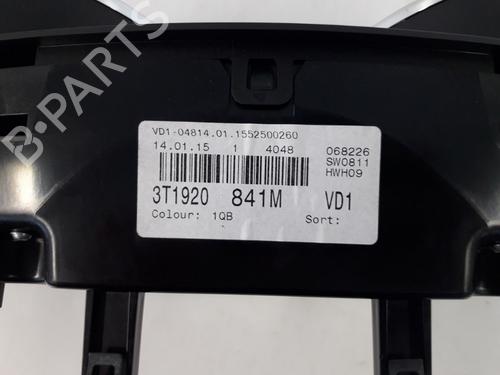 VD1-04814.01.1552500260
14.01.15 1 4048 068226
SW0811
HWH09
3T1920 841M VD1
Colour: 1QB Sort:
B-PARTS